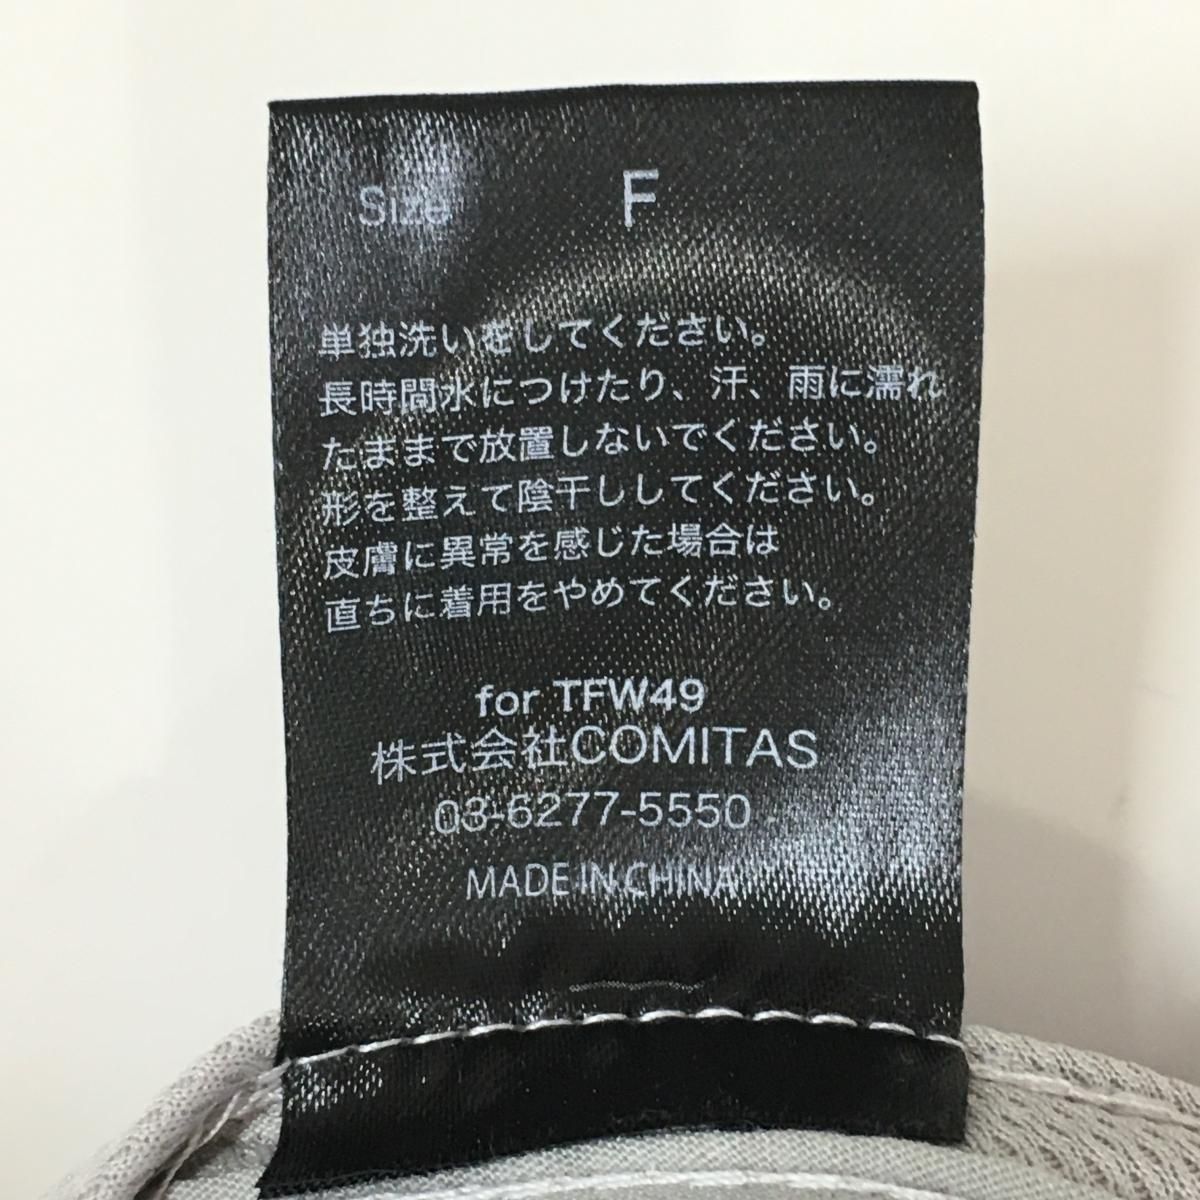 Size F
単独洗いをしてください。
長時間水につけたり、汗、雨に濡れ
たままで放置しないでください。
形を整えて陰干ししてください。
皮膚に異常を感じた場合は
直ちに着用をやめてください。
for TFW49
株式会社COMITAS
03-6277-5550
MADE IN CHINA